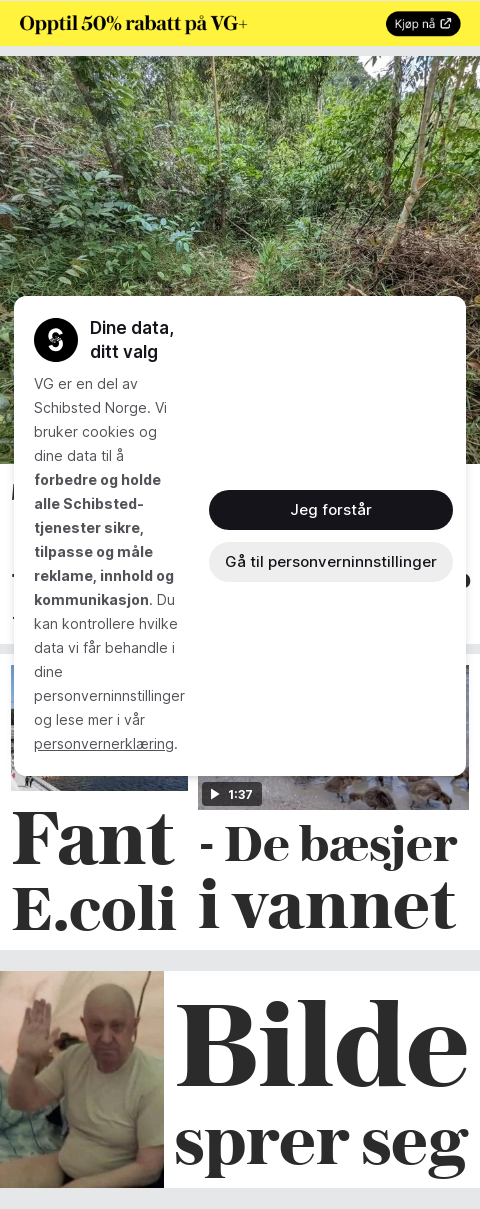 Opptil 50% rabatt på VG+
Kjøp nå
Dine data,
ditt valg
VG er en del av
Schibsted Norge. Vi
bruker cookies og
dine data til å
forbedre og holde
alle Schibsted-
tjenester sikre,
tilpasse og måle
reklame, innhold og
kommunikasjon. Du
kan kontrollere hvilke
data vi får behandle i
dine
personverninnstillinger
og lese mer i vår
personvernerklæring.
Jeg forstår
Gå til personverninnstillinger
1:37
Fant
E.coli
- De bæsjer
i vannet
Bilde
sprer seg